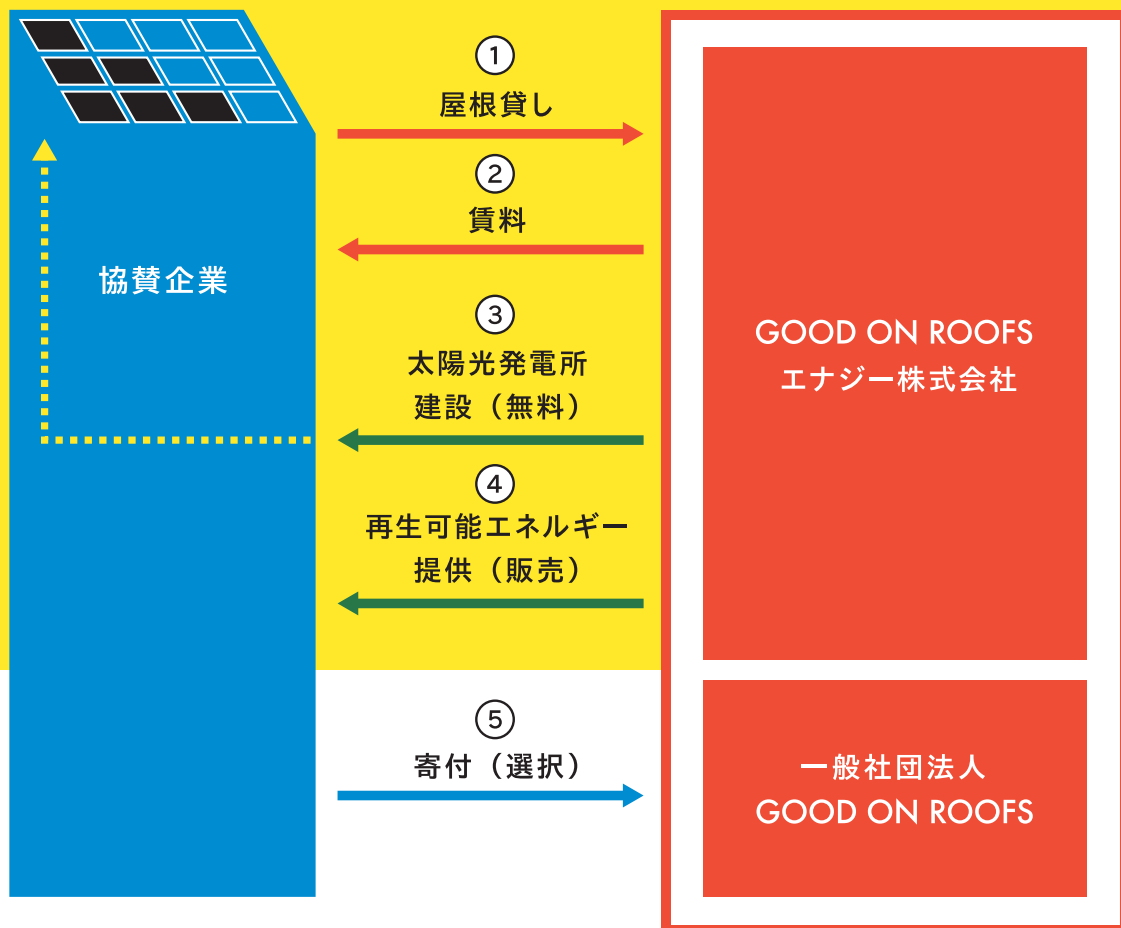 協賛企業
①
屋根貸し
②
賃料
③
太陽光発電所
建設（無料）
④
再生可能エネルギー
提供（販売）
⑤
寄付（選択）
GOOD ON ROOFS
エナジー株式会社
一般社団法人
GOOD ON ROOFS